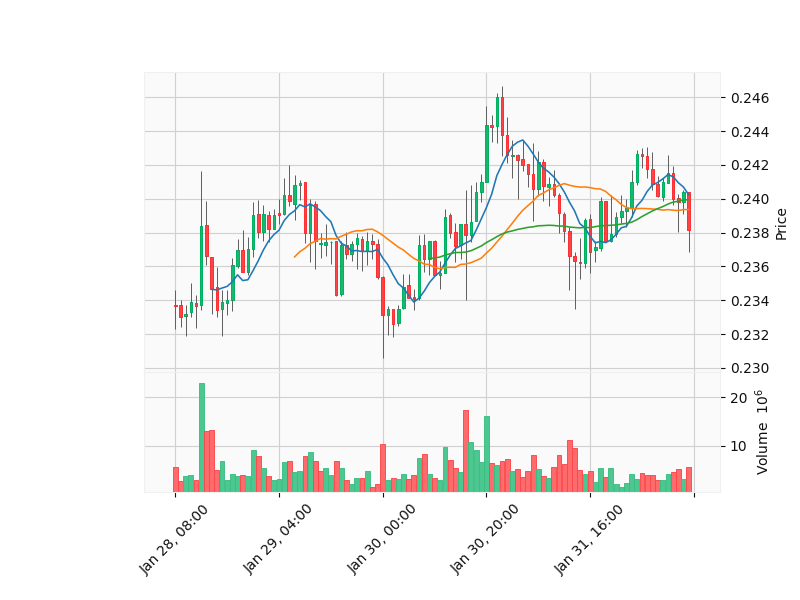 0.246
0.244
0.242
0.240
0.238
0.236
0.234
0.232
0.230
Price
20
10
Volume 10^6
Jan 28, 08:00
Jan 29, 04:00
Jan 30, 00:00
Jan 30, 20:00
Jan 31, 16:00